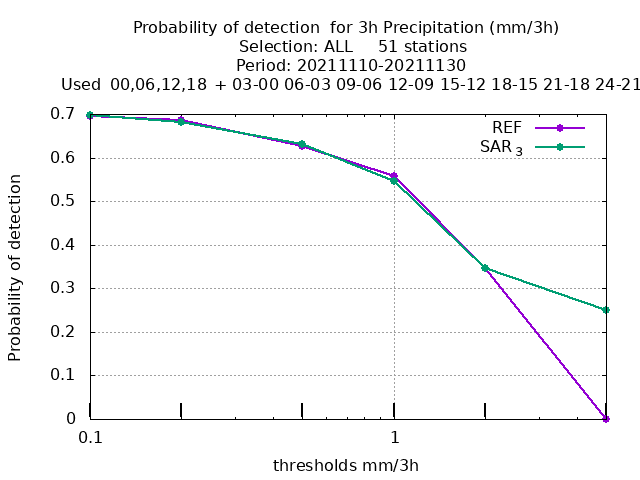 Probability of detection  for 3h Precipitation (mm/3h)
Selection: ALL     51 stations
Period: 20211110-20211130
Used  00,06,12,18  + 03-00 06-03 09-06 12-09 15-12 18-15 21-18 24-21
REF
SAR 3
0.7
0.6
0.5
0.4
0.3
0.2
0.1
0
Probability of detection
0.1
1
thresholds mm/3h